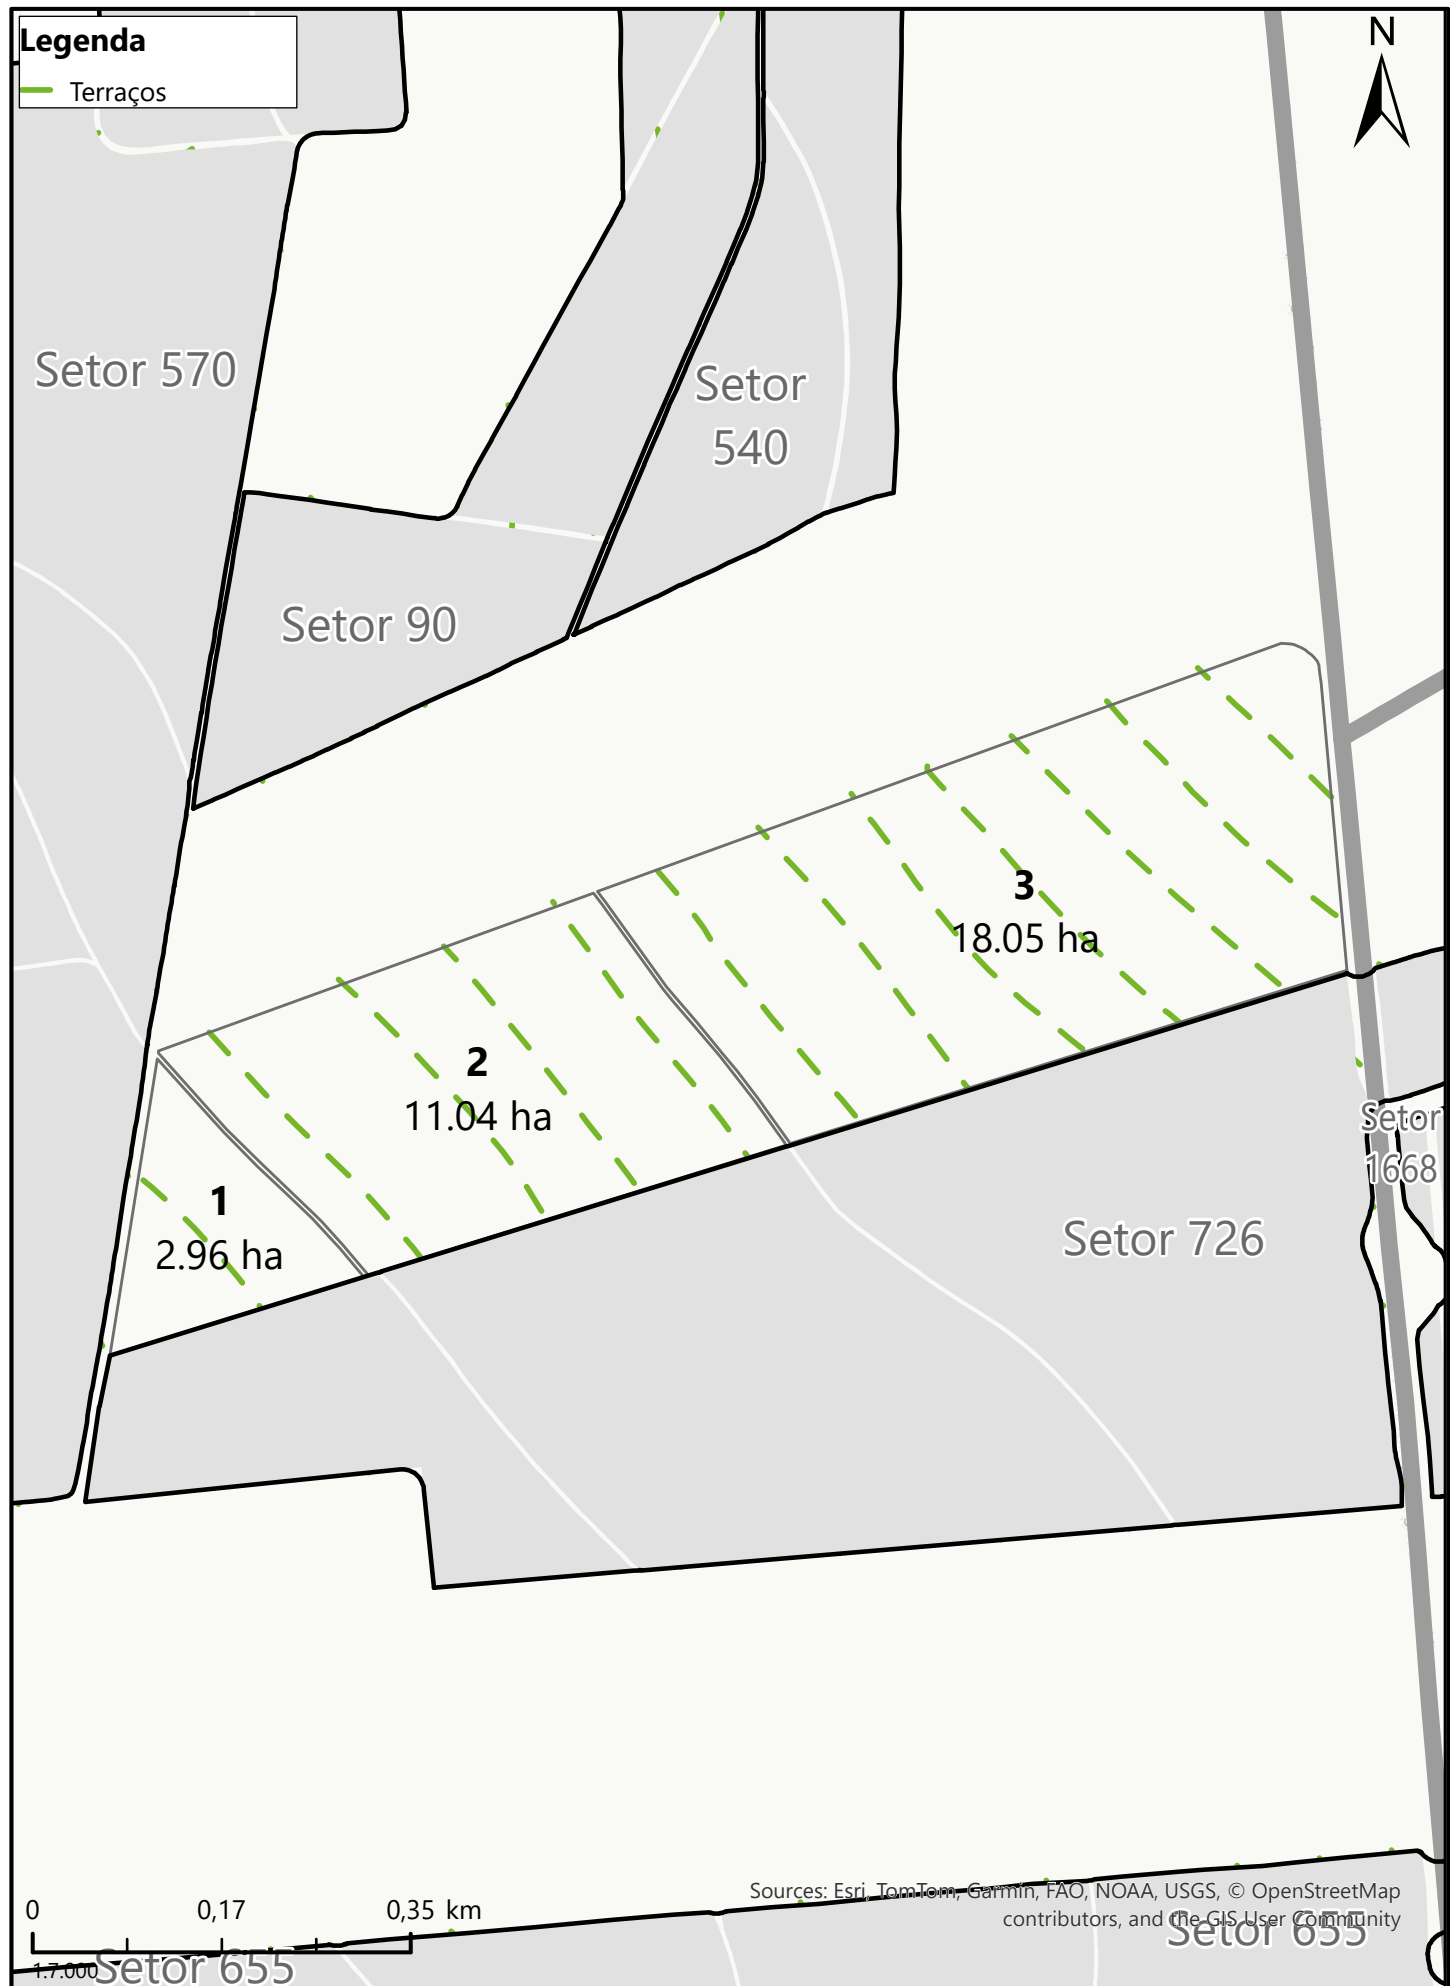 Legenda
Terraços
N
Setor 570
Setor
540
Setor 90
3
18.05 ha
2
11.04 ha
Setor
1668
1
2.96 ha
Setor 726
Sources: Esri, TomTom, Garmin, FAO, NOAA, USGS, © OpenStreetMap
contributors, and the GIS User Community
Setor 655
0 0,17 0,35 km
1:7.000
Setor 655